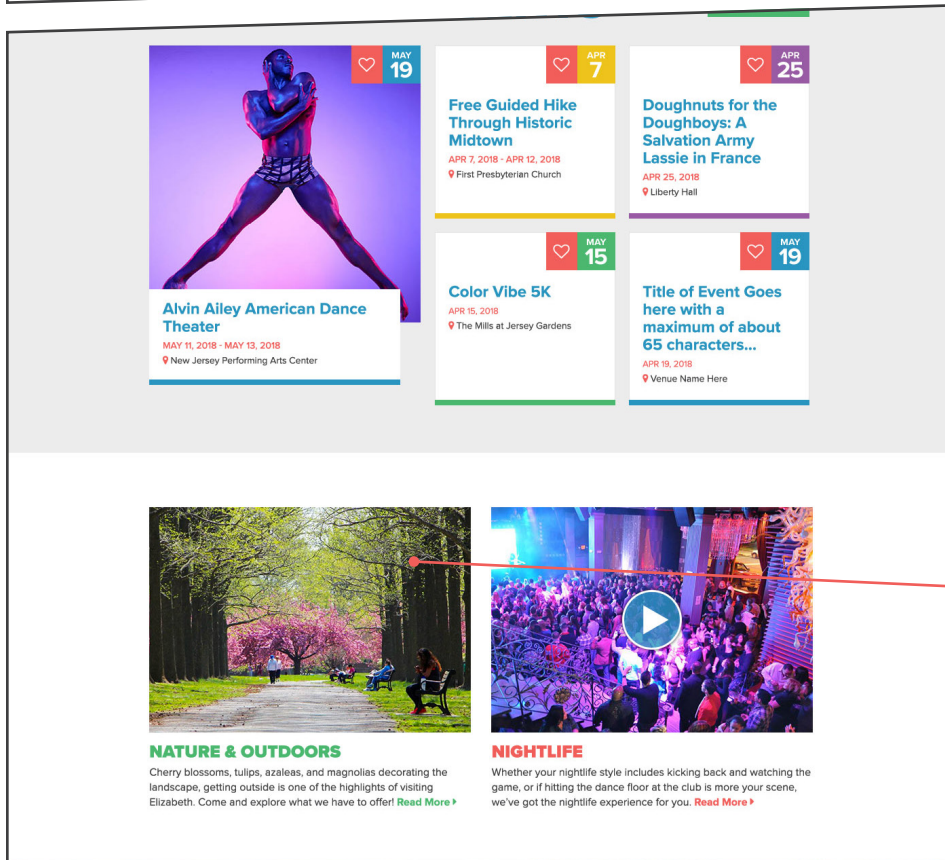 MAY
19
Alvin Ailey American Dance
Theater
MAY 11, 2018 - MAY 13, 2018
New Jersey Performing Arts Center
APR
7
Free Guided Hike
Through Historic
Midtown
APR 7, 2018 - APR 12, 2018
First Presbyterian Church
APR
25
Doughnuts for the
Doughboys: A
Salvation Army
Lassie in France
APR 25, 2018
Liberty Hall
MAY
15
Color Vibe 5K
APR 15, 2018
The Mills at Jersey Gardens
MAY
19
Title of Event Goes
here with a
maximum of about
65 characters...
APR 19, 2018
Venue Name Here
NATURE & OUTDOORS
Cherry blossoms, tulips, azaleas, and magnolias decorating the
landscape, getting outside is one of the highlights of visiting
Elizabeth. Come and explore what we have to offer! Read More
NIGHTLIFE
Whether your nightlife style includes kicking back and watching the
game, or if hitting the dance floor at the club is more your scene,
we've got the nightlife experience for you. Read More